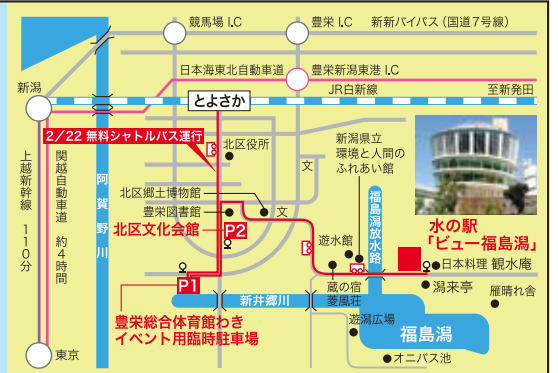 競馬場 I.C
豊栄 I.C
新新バイパス（国道7号線）
日本海東北自動車道
豊栄新潟東港 I.C
新潟
JR白新線
至新発田
とよさか
2/22 無料シャトルバス運行
北区役所
文
新潟県立
環境と人間の
ふれあい館
上越新幹線 110分
関越自動車道 約4時間
阿賀野川
北区郷土博物館
豊栄図書館
文
北区文化会館
P2
福島潟放水路
水の駅
「ビュー福島潟」
遊水館
日本料理 観水庵
蔵の宿
菱風荘
潟来亭
雁晴れ舎
P1
新井郷川
豊栄総合体育館わき
イベント用臨時駐車場
遊潟広場
福島潟
東京
オニバス池